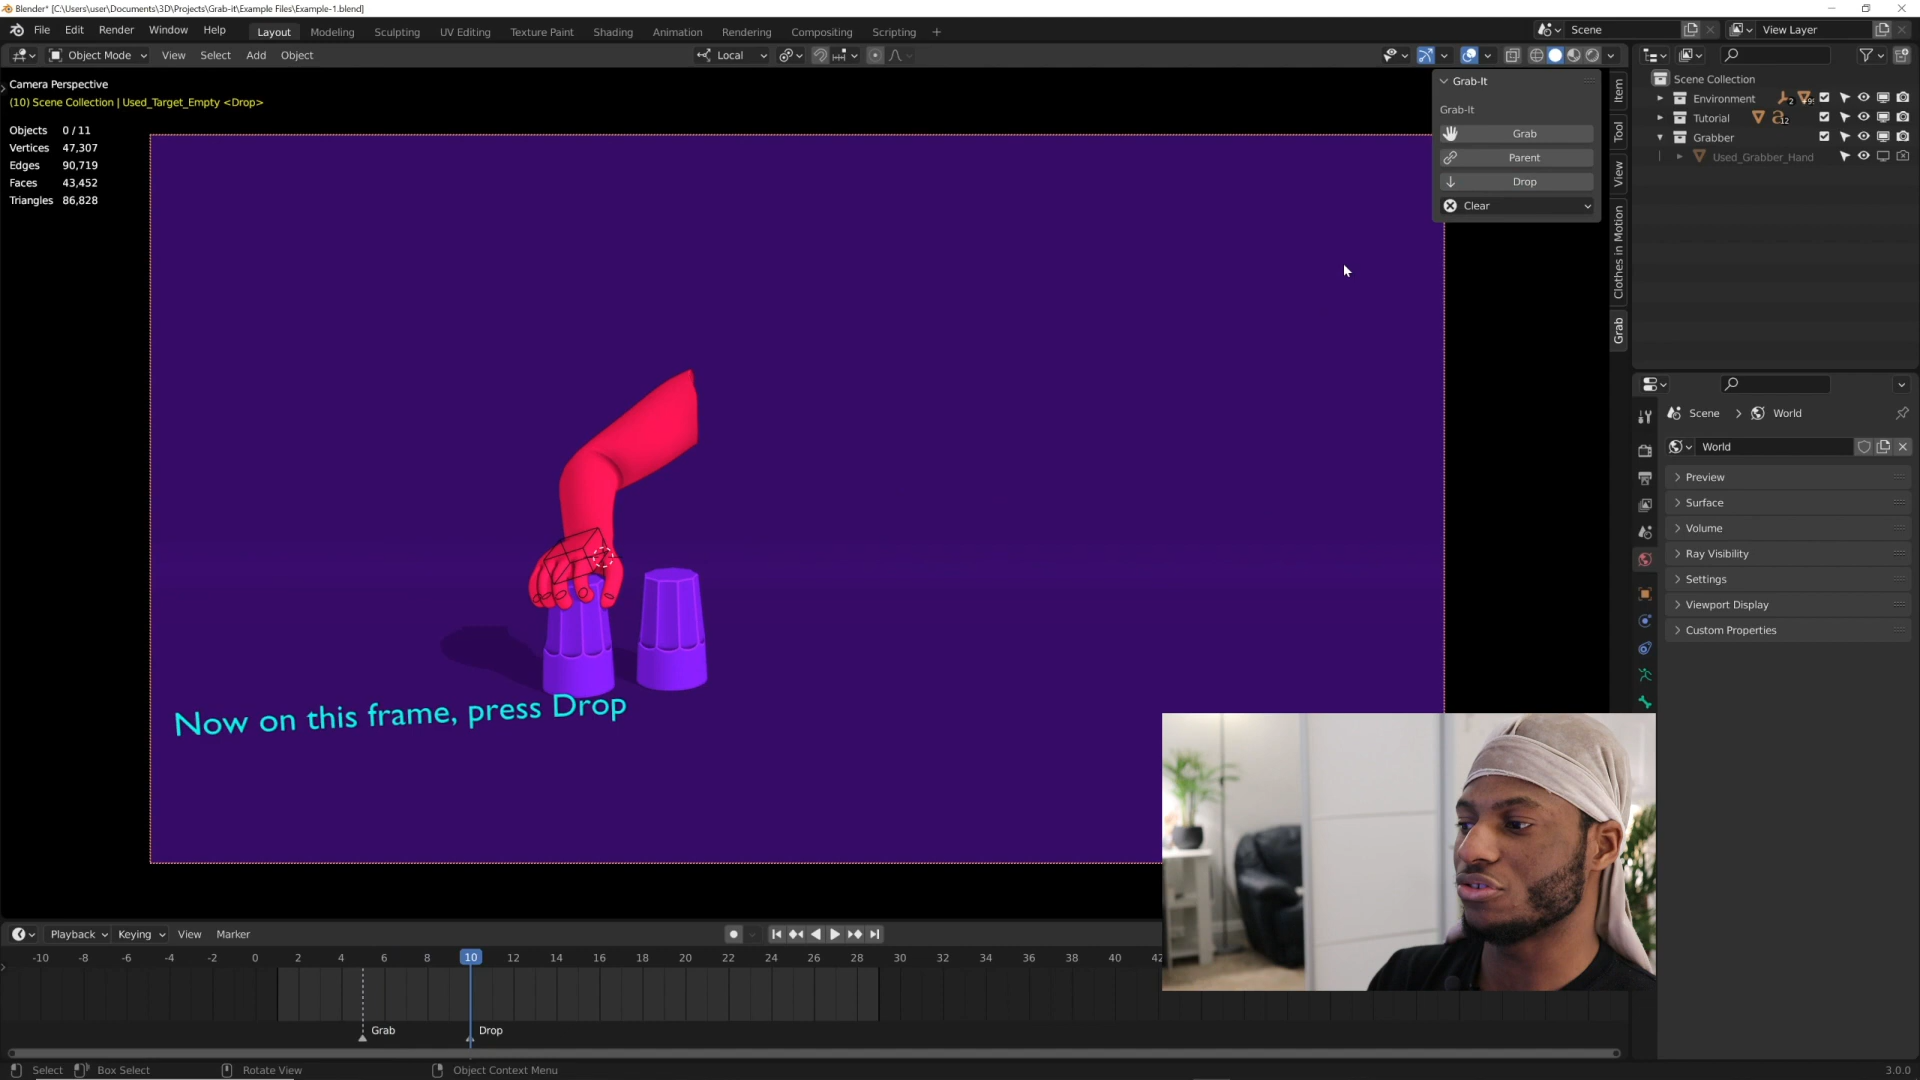 Blender* [C:\Users\user\Documents\3D\Projects\Grab-it\Example Files\Example-1.blend]
File Edit Render Window Help Layout Modeling Sculpting UV Editing Texture Paint Shading Animation Rendering Compositing Scripting + Scene View Layer
Object Mode View Select Add Object Local
Camera Perspective
(10) Scene Collection | Used_Target_Empty <Drop>
Objects 0 / 11
Vertices 47,307
Edges 90,719
Faces 43,452
Triangles 86,828
Grab-It
Grab-It
Grab
Parent
Drop
Clear
Item
Tool
View
Clothes in Motion
Grab
Scene Collection
Environment 2
Tutorial 12
Grabber
Used_Grabber_Hand
Scene > World
World
Preview
Surface
Volume
Ray Visibility
Settings
Viewport Display
Custom Properties
Now on this frame, press Drop
Playback Keying View Marker
-10 -8 -6 -4 -2 0 2 4 6 8 10 12 14 16 18 20 22 24 26 28 30 32 34 36 38 40 42
Grab Drop
Select Box Select Rotate View Object Context Menu 3.0.0